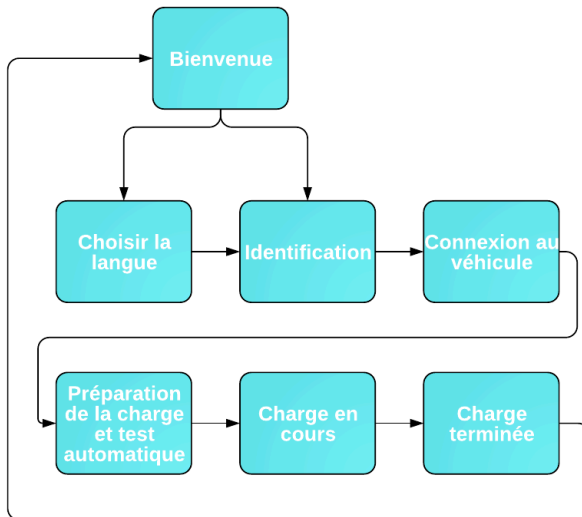 Bienvenue
Choisir la
langue
Identification
Connexion au
véhicule
Préparation
de la charge
et test
automatique
Charge en
cours
Charge
terminée